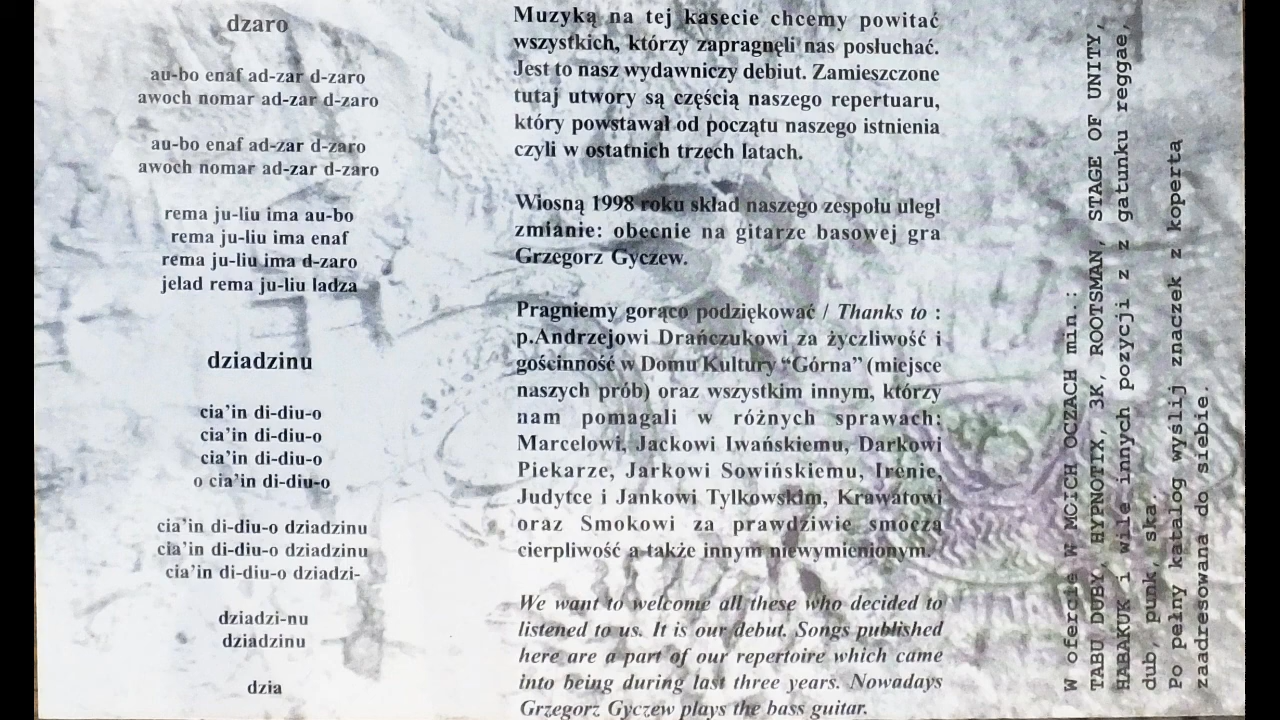 dzaro
au-bo enaf ad-zar d-zaro
awoch nomar ad-zar d-zaro
au-bo enaf ad-zar d-zaro
awoch nomar ad-zar d-zaro
rema ju-liu ima au-bo
rema ju-liu ima enaf
rema ju-liu ima d-zaro
jelad rema ju-liu ladza
dziadzinu
cia'in di-diu-o
cia'in di-diu-o
cia'in di-diu-o
o cia'in di-diu-o
cia'in di-diu-o dziadzinu
cia'in di-diu-o dziadzinu
cia'in di-diu-o dziadzi-
dziadzi-nu
dziadzinu
dzia
Muzyką na tej kasecie chcemy powitać
wszystkich, którzy zapragnęli nas posłuchać.
Jest to nasz wydawniczy debiut. Zamieszczone
tutaj utwory są częścią naszego repertuaru,
który powstawał od początu naszego istnienia
czyli w ostatnich trzech latach.
Wiosną 1998 roku skład naszego zespołu uległ
zmianie: obecnie na gitarze basowej gra
Grzegorz Gyczew.
Pragniemy gorąco podziękować / Thanks to :
p.Andrzejowi Drańczukowi za życzliwość i
gościnność w Domu Kultury “Górna” (miejsce
naszych prób) oraz wszystkim innym, którzy
nam pomagali w różnych sprawach:
Marcelowi, Jackowi Iwańskiemu, Darkowi
Piekarze, Jarkowi Sowińskiemu, Irenie,
Judytce i Jankowi Tylkowskim, Krawatowi
oraz Smokowi za prawdziwie smoczą
cierpliwość a także innym niewymienionym.
We want to welcome all these who decided to
listened to us. It is our debut. Songs published
here are a part of our repertoire which came
into being during last three years. Nowadays
Grzegorz Gyczew plays the bass guitar.
W ofercie W MCICH OCZACH min.:
TABU DUBY, HYPNOTIX, 3K, ROOTSMAN, STAGE OF UNITY,
HABAKUK i wile innych pozycji z z gatunku reggae,
dub, punk, ska.
Po pełny katalog wyślij znaczek z kopertą
zaadresowaną do siebie.